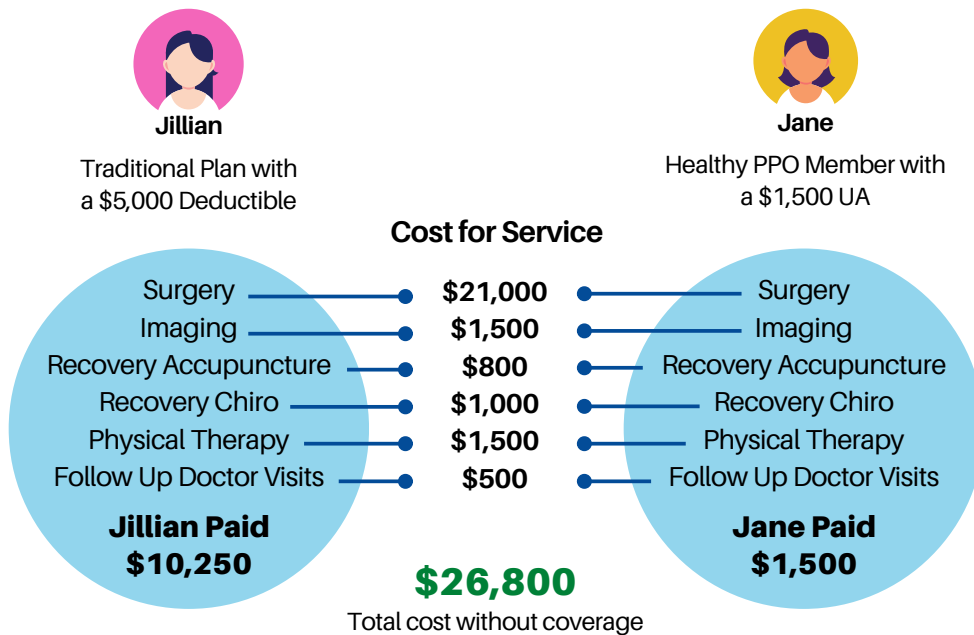 Jillian
Traditional Plan with
a $5,000 Deductible
Jane
Healthy PPO Member with
a $1,500 UA
Cost for Service
Surgery $21,000 Surgery
Imaging $1,500 Imaging
Recovery Accupuncture $800 Recovery Accupuncture
Recovery Chiro $1,000 Recovery Chiro
Physical Therapy $1,500 Physical Therapy
Follow Up Doctor Visits $500 Follow Up Doctor Visits
Jillian Paid
$10,250
Jane Paid
$1,500
$26,800
Total cost without coverage